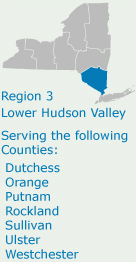 Region 3
Lower Hudson Valley
Serving the following
Counties:
Dutchess
Orange
Putnam
Rockland
Sullivan
Ulster
Westchester